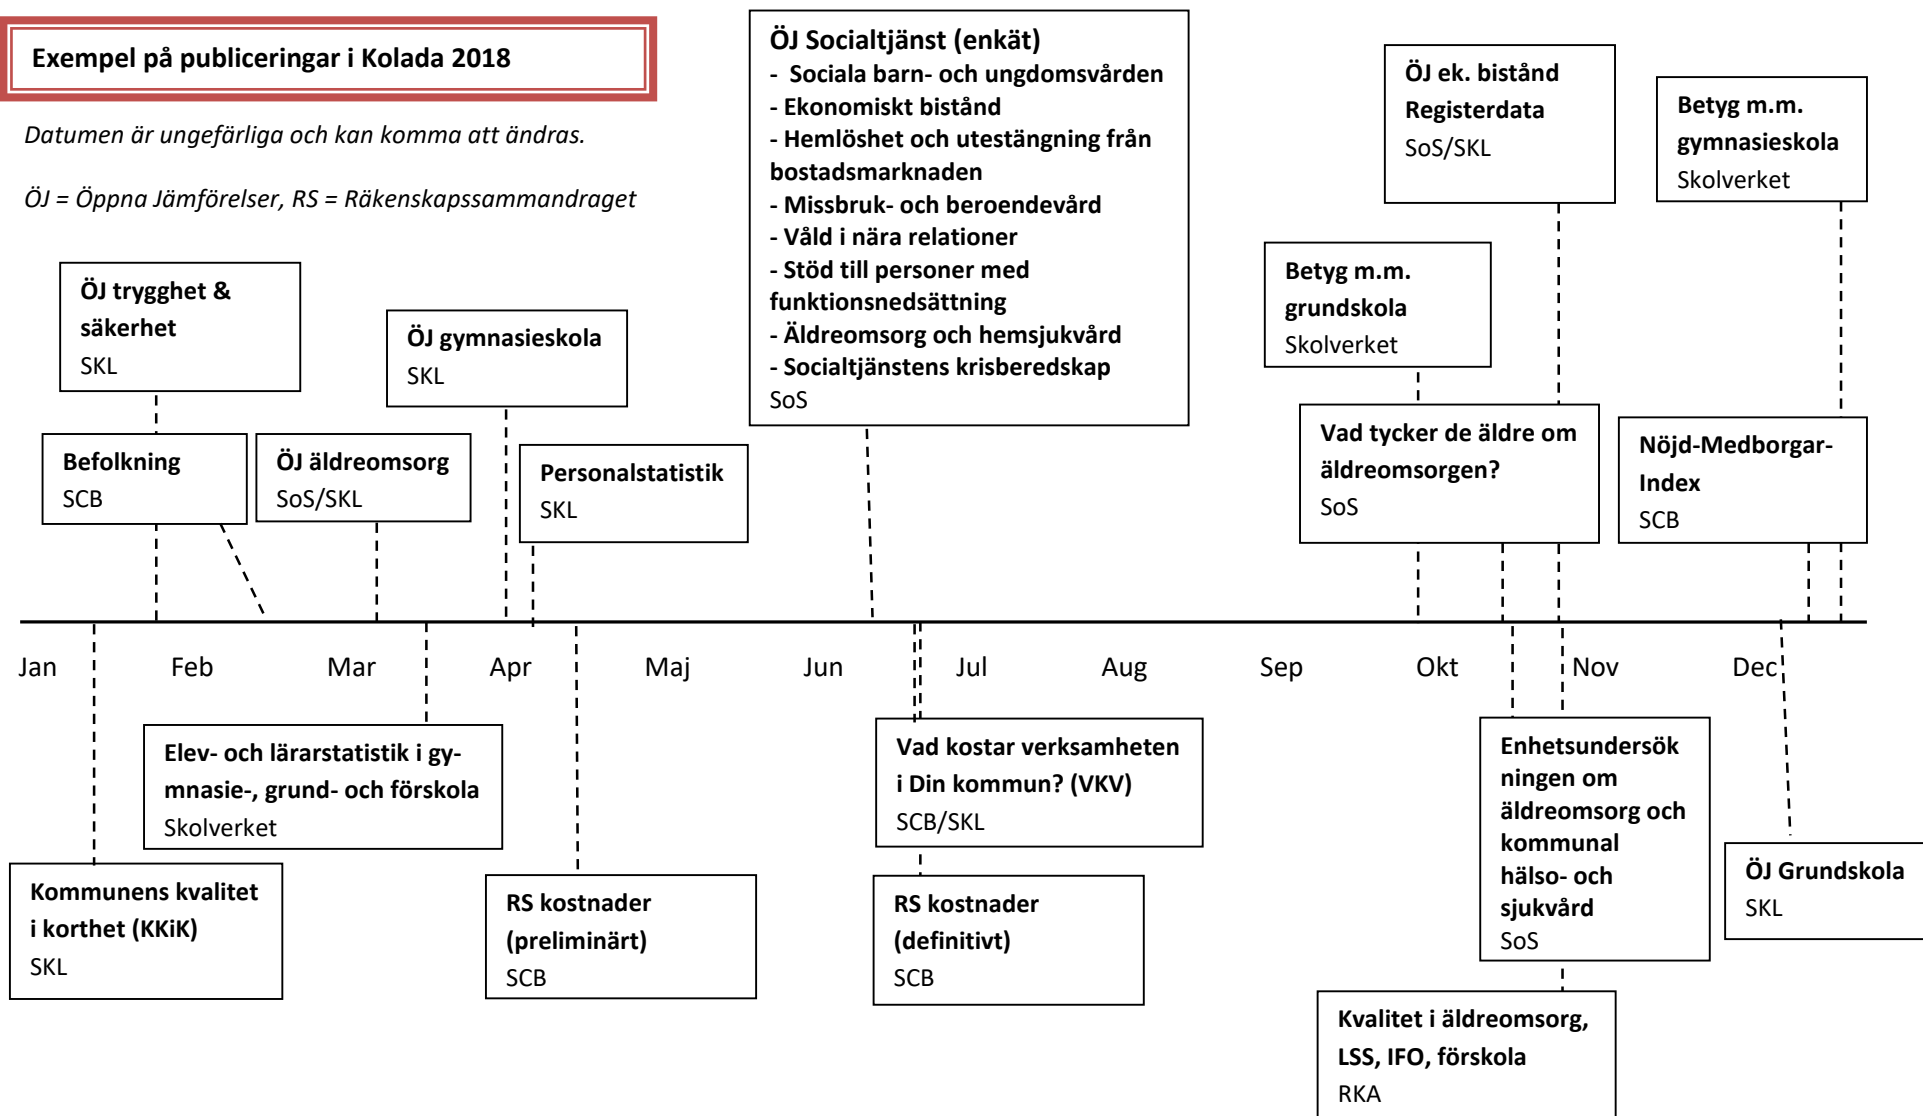 Exempel på publiceringar i Kolada 2018
Datumen är ungefärliga och kan komma att ändras.
ÖJ = Öppna Jämförelser, RS = Räkenskapssammandraget
ÖJ trygghet &
säkerhet
SKL
Befolkning
SCB
ÖJ äldreomsorg
SoS/SKL
ÖJ gymnasieskola
SKL
Personalstatistik
SKL
ÖJ Socialtjänst (enkät)
- Sociala barn- och ungdomsvården
- Ekonomiskt bistånd
- Hemlöshet och utestängning från
bostadsmarknaden
- Missbruk- och beroendevård
- Våld i nära relationer
- Stöd till personer med
funktionsnedsättning
- Äldreomsorg och hemsjukvård
- Socialtjänstens krisberedskap
SoS
Betyg m.m.
grundskola
Skolverket
ÖJ ek. bistånd
Registerdata
SoS/SKL
Vad tycker de äldre om
äldreomsorgen?
SoS
Betyg m.m.
gymnasieskola
Skolverket
Nöjd-Medborgar-
Index
SCB
Jan Feb Mar Apr Maj Jun Jul Aug Sep Okt Nov Dec
Elev- och lärarstatistik i gy-
mnasie-, grund- och förskola
Skolverket
Kommunens kvalitet
i korthet (KKiK)
SKL
RS kostnader
(preliminärt)
SCB
Vad kostar verksamheten
i Din kommun? (VKV)
SCB/SKL
RS kostnader
(definitivt)
SCB
Enhetsundersök
ningen om
äldreomsorg och
kommunal
hälso- och
sjukvård
SoS
Kvalitet i äldreomsorg,
LSS, IFO, förskola
RKA
ÖJ Grundskola
SKL